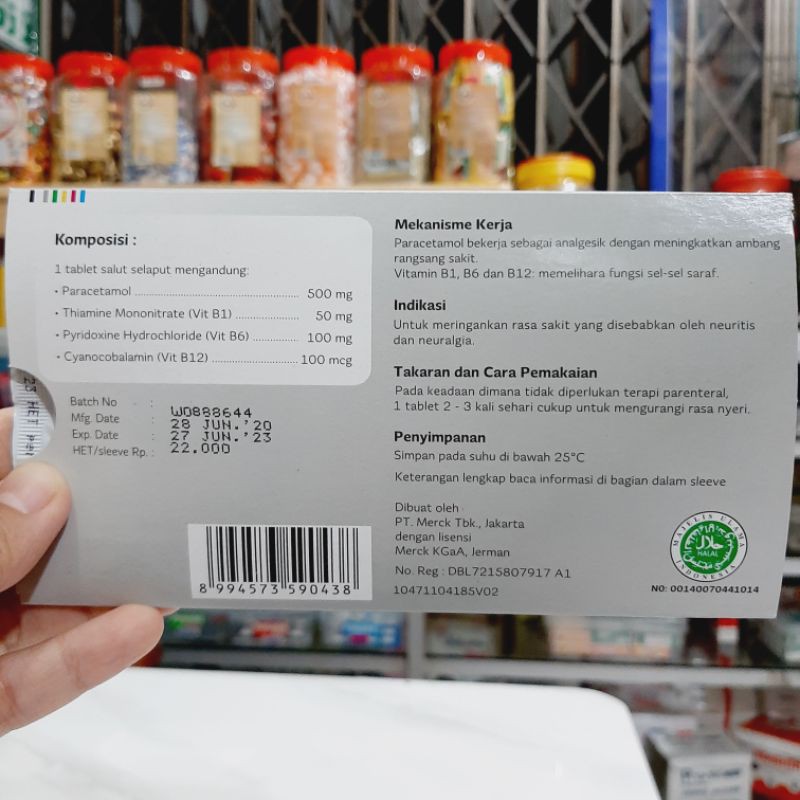 Komposisi :
1 tablet salut selaput mengandung:
• Paracetamol ........................................ 500 mg
• Thiamine Mononitrate (Vit B1) ................. 50 mg
• Pyridoxine Hydrochloride (Vit B6) ............ 100 mg
• Cyanocobalamin (Vit B12) ..................... 100 mcg
Batch No : W0888644
Mfg. Date : 28 JUN.'20
Exp. Date : 27 JUN.'23
HET/sleeve Rp. : 22.000
8 994573 590438
Mekanisme Kerja
Paracetamol bekerja sebagai analgesik dengan meningkatkan ambang
rangsang sakit.
Vitamin B1, B6 dan B12: memelihara fungsi sel-sel saraf.
Indikasi
Untuk meringankan rasa sakit yang disebabkan oleh neuritis
dan neuralgia.
Takaran dan Cara Pemakaian
Pada keadaan dimana tidak diperlukan terapi parenteral,
1 tablet 2 - 3 kali sehari cukup untuk mengurangi rasa nyeri.
Penyimpanan
Simpan pada suhu di bawah 25°C
Keterangan lengkap baca informasi di bagian dalam sleeve
Dibuat oleh
PT. Merck Tbk., Jakarta
dengan lisensi
Merck KGaA, Jerman
No. Reg : DBL7215807917 A1
10471104185V02
MAJELIS ULAMA
حلال
HALAL
INDONESIA
NO: 00140070441014